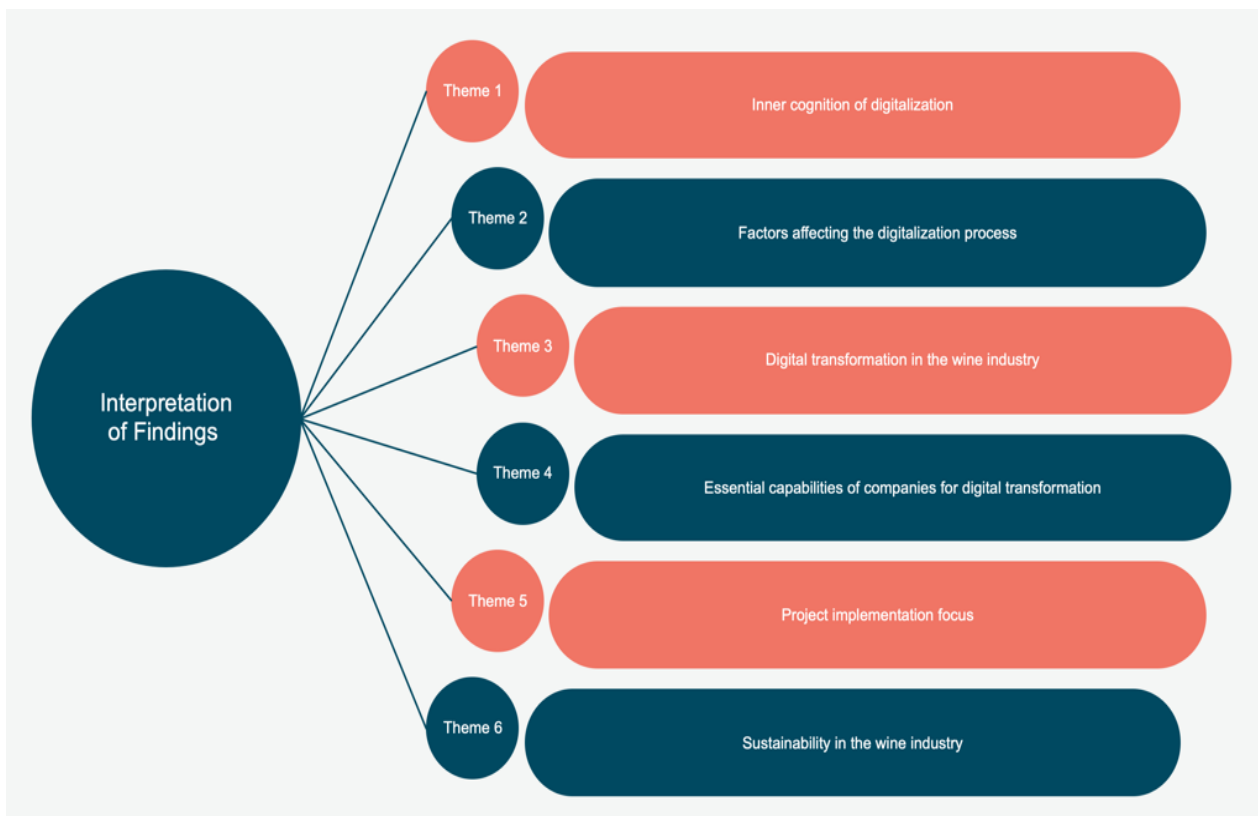 Theme 1
Inner cognition of digitalization
Theme 2
Factors affecting the digitalization process
Theme 3
Digital transformation in the wine industry
Interpretation
of Findings
Theme 4
Essential capabilities of companies for digital transformation
Theme 5
Project implementation focus
Theme 6
Sustainability in the wine industry